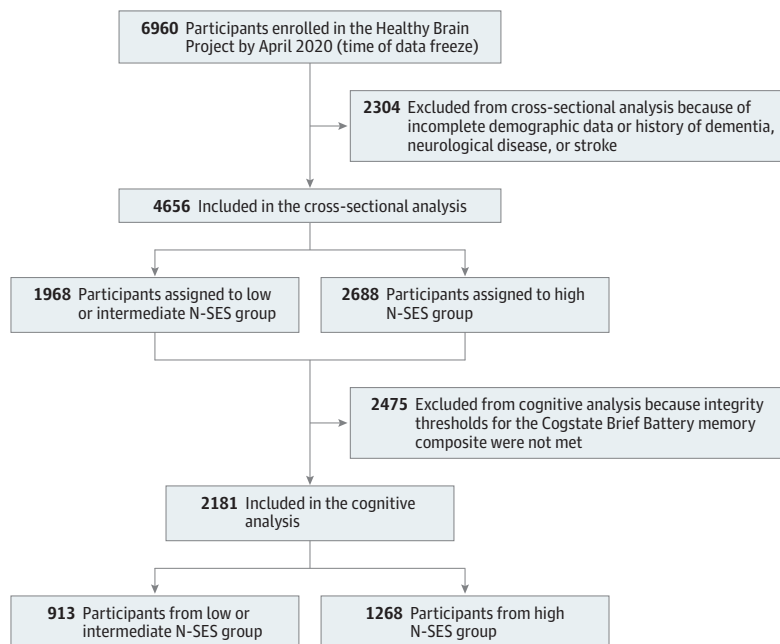 6960 Participants enrolled in the Healthy Brain
Project by April 2020 (time of data freeze)
2304 Excluded from cross-sectional analysis because of
incomplete demographic data or history of dementia,
neurological disease, or stroke
4656 Included in the cross-sectional analysis
1968 Participants assigned to low
or intermediate N-SES group
2688 Participants assigned to high
N-SES group
2475 Excluded from cognitive analysis because integrity
thresholds for the Cogstate Brief Battery memory
composite were not met
2181 Included in the cognitive
analysis
913 Participants from low or
intermediate N-SES group
1268 Participants from high
N-SES group